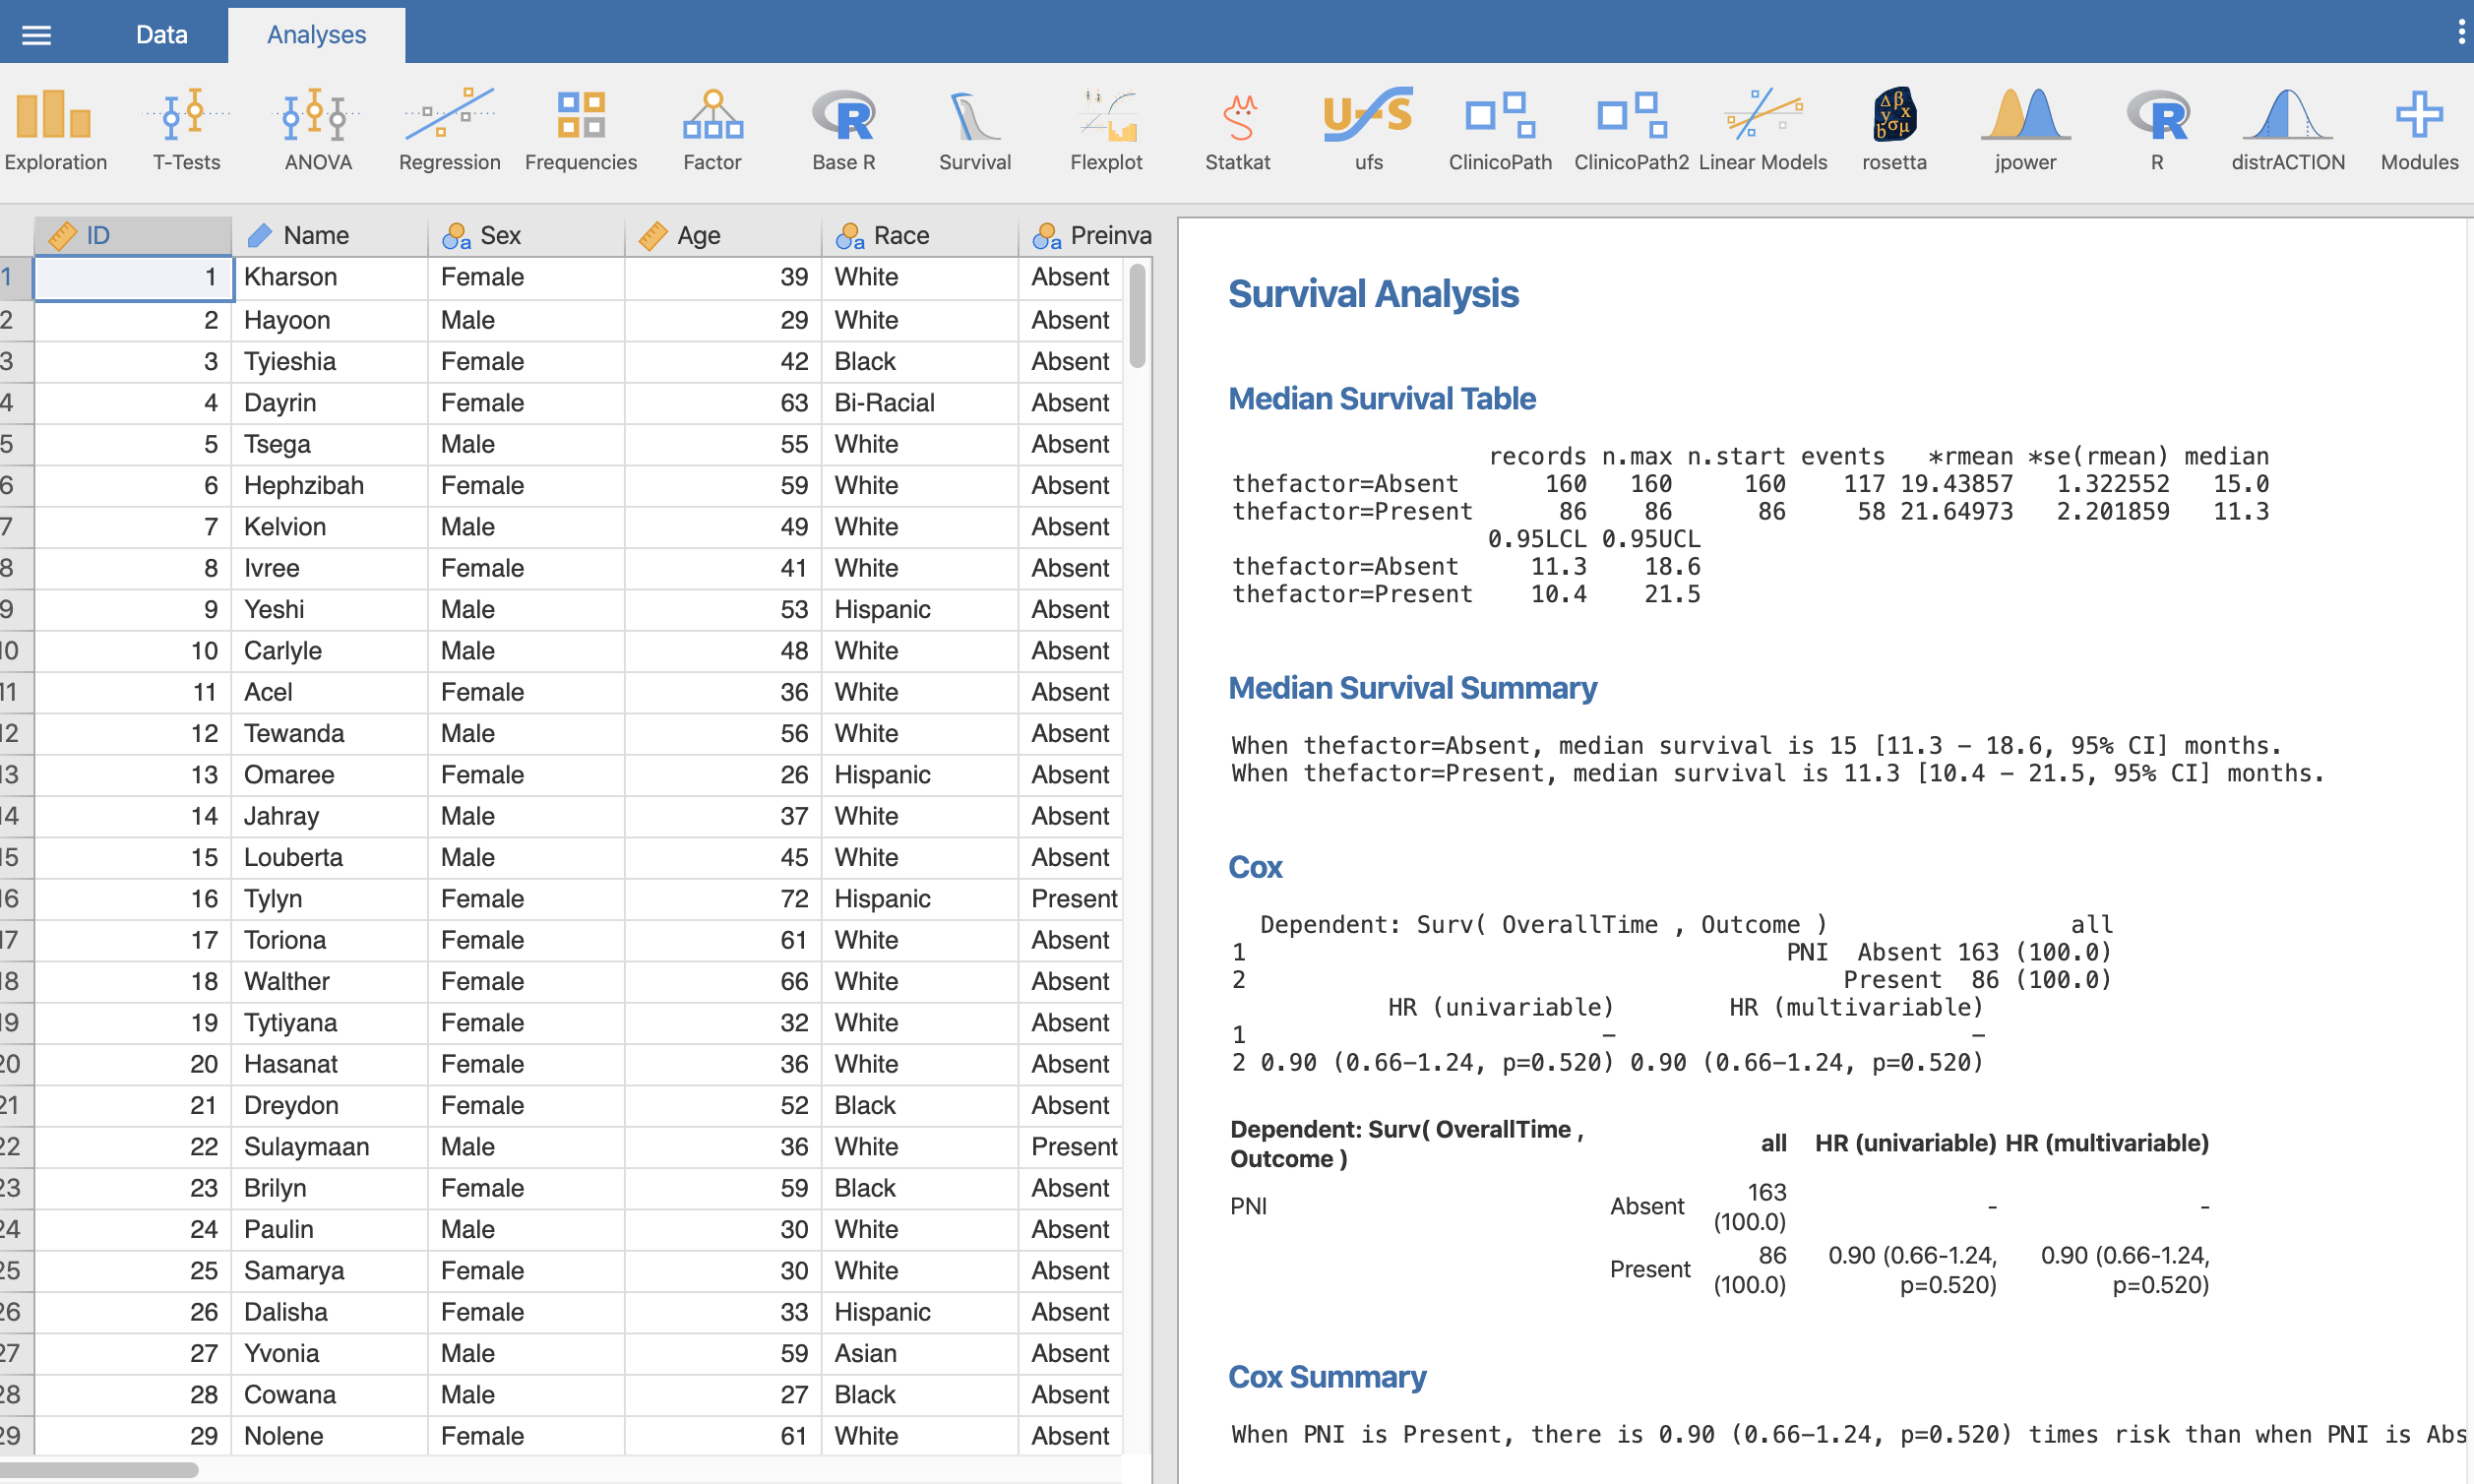 Data Analyses
Exploration T-Tests ANOVA Regression Frequencies Factor Base R Survival Flexplot Statkat ufs ClinicoPath ClinicoPath2 Linear Models rosetta jpower R distrACTION Modules
ID Name Sex Age Race Preinva
1 1 Kharson Female 39 White Absent
2 2 Hayoon Male 29 White Absent
3 3 Tyieshia Female 42 Black Absent
4 4 Dayrin Female 63 Bi-Racial Absent
5 5 Tsega Male 55 White Absent
6 6 Hephzibah Female 59 White Absent
7 7 Kelvion Male 49 White Absent
8 8 Ivree Female 41 White Absent
9 9 Yeshi Male 53 Hispanic Absent
10 10 Carlyle Male 48 White Absent
11 11 Acel Female 36 White Absent
12 12 Tewanda Male 56 White Absent
13 13 Omaree Female 26 Hispanic Absent
14 14 Jahray Male 37 White Absent
15 15 Louberta Male 45 White Absent
16 16 Tylyn Female 72 Hispanic Present
17 17 Toriona Female 61 White Absent
18 18 Walther Female 66 White Absent
19 19 Tytiyana Female 32 White Absent
20 20 Hasanat Female 36 White Absent
21 21 Dreydon Female 52 Black Absent
22 22 Sulaymaan Male 36 White Present
23 23 Brilyn Female 59 Black Absent
24 24 Paulin Male 30 White Absent
25 25 Samarya Female 30 White Absent
26 26 Dalisha Female 33 Hispanic Absent
27 27 Yvonia Male 59 Asian Absent
28 28 Cowana Male 27 Black Absent
29 29 Nolene Female 61 White Absent
Survival Analysis
Median Survival Table
records n.max n.start events *rmean *se(rmean) median
thefactor=Absent 160 160 160 117 19.43857 1.322552 15.0
thefactor=Present 86 86 86 58 21.64973 2.201859 11.3
0.95LCL 0.95UCL
thefactor=Absent 11.3 18.6
thefactor=Present 10.4 21.5
Median Survival Summary
When thefactor=Absent, median survival is 15 [11.3 – 18.6, 95% CI] months.
When thefactor=Present, median survival is 11.3 [10.4 – 21.5, 95% CI] months.
Cox
Dependent: Surv( OverallTime , Outcome ) all
1 PNI Absent 163 (100.0)
2 Present 86 (100.0)
HR (univariable) HR (multivariable)
1 – –
2 0.90 (0.66–1.24, p=0.520) 0.90 (0.66–1.24, p=0.520)
Dependent: Surv( OverallTime ,
Outcome ) all HR (univariable) HR (multivariable)
PNI Absent 163
(100.0) - -
Present 86 0.90 (0.66-1.24, 0.90 (0.66-1.24,
(100.0) p=0.520) p=0.520)
Cox Summary
When PNI is Present, there is 0.90 (0.66–1.24, p=0.520) times risk than when PNI is Abs